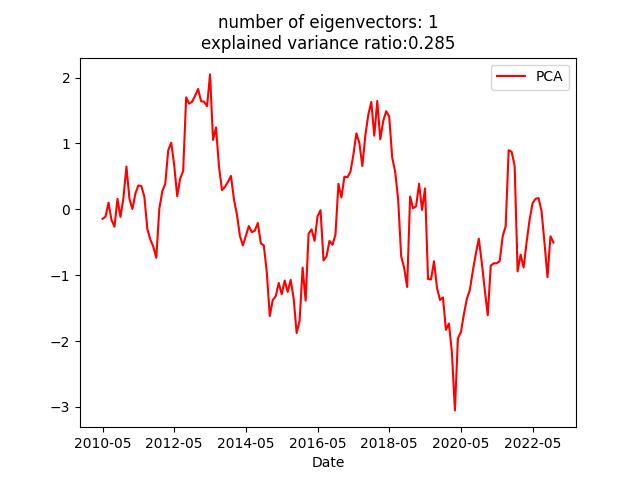 number of eigenvectors: 1
explained variance ratio:0.285
PCA
2
1
0
−1
−2
−3
2010-05 2012-05 2014-05 2016-05 2018-05 2020-05 2022-05
Date